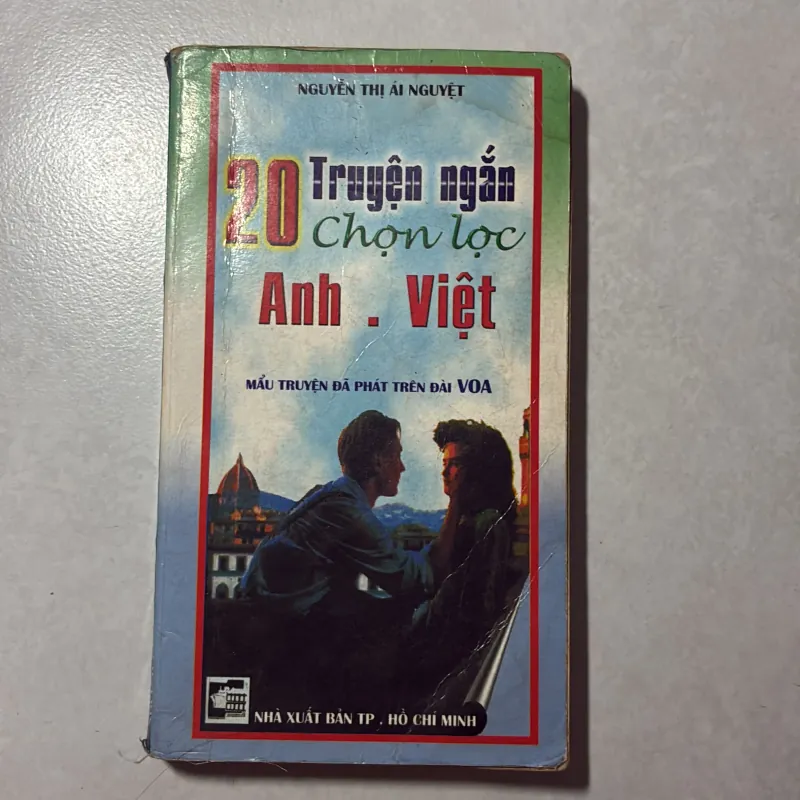 NGUYỄN THỊ ÁI NGUYỆT
20 Truyện ngắn
Chọn lọc
Anh . Việt
MẨU TRUYỆN ĐÃ PHÁT TRÊN ĐÀI VOA
NHÀ XUẤT BẢN TP . HỒ CHÍ MINH